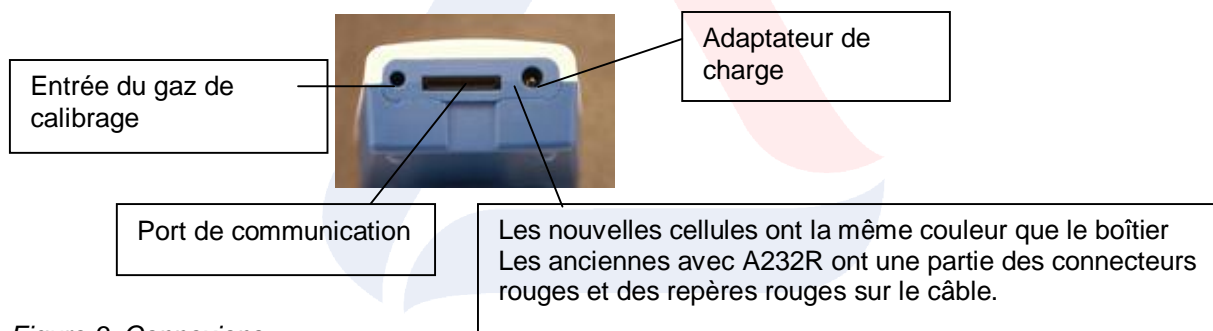 Adaptateur de
charge
Entrée du gaz de
calibrage
Port de communication
Les nouvelles cellules ont la même couleur que le boîtier
Les anciennes avec A232R ont une partie des connecteurs
rouges et des repères rouges sur le câble.